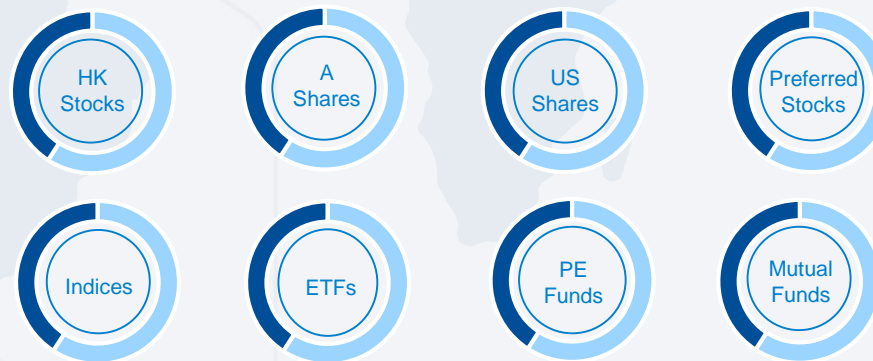 HK
Stocks
A
Shares
US
Shares
Preferred
Stocks
Indices
ETFs
PE
Funds
Mutual
Funds